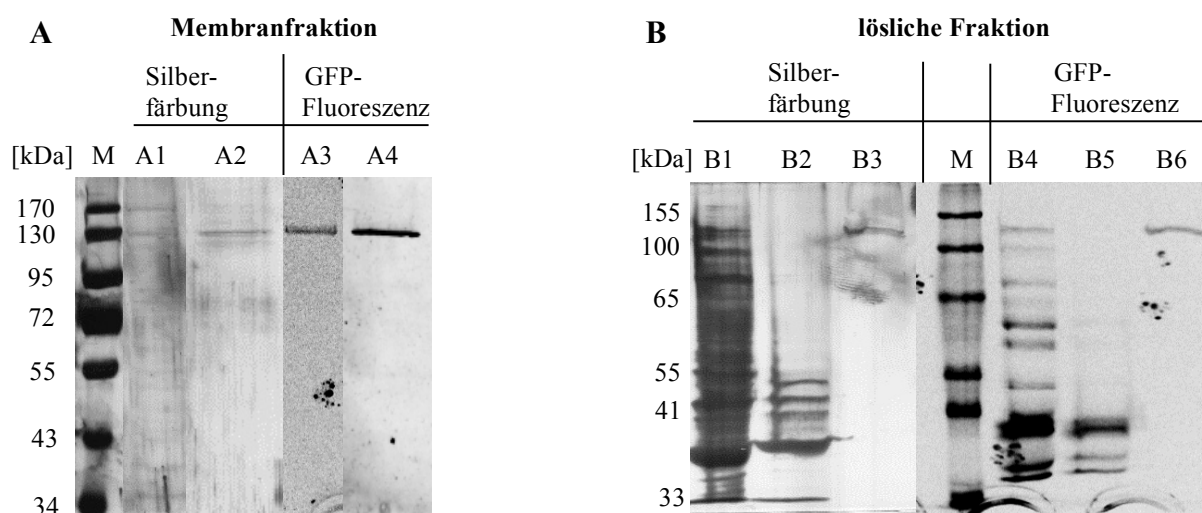 A Membranfraktion
Silber-
färbung
GFP-
Fluoreszenz
[kDa] M A1 A2 A3 A4
170
130
95
72
55
43
34
B lösliche Fraktion
Silber-
färbung
GFP-
Fluoreszenz
[kDa] B1 B2 B3 M B4 B5 B6
155
100
65
55
41
33